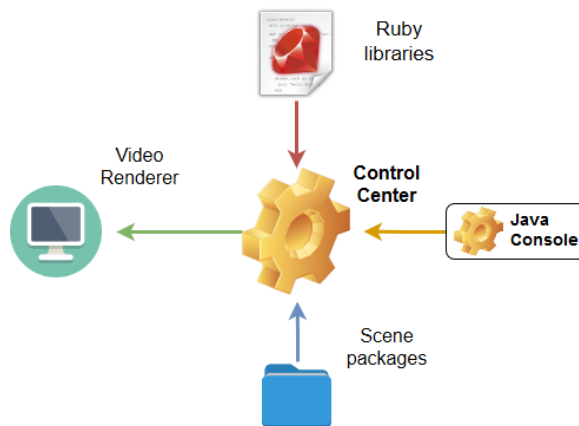 Ruby
libraries
Video
Renderer
Control
Center
Java
Console
Scene
packages